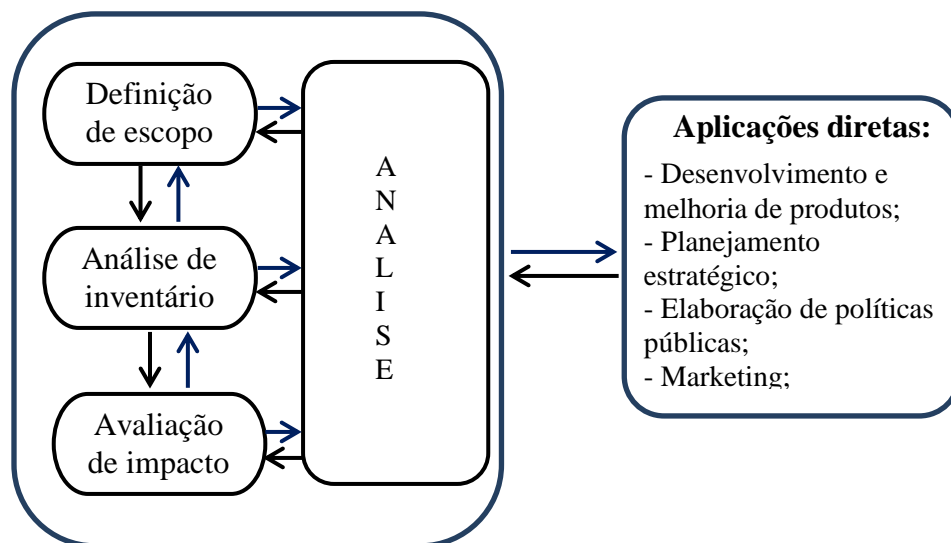 Definição
de escopo
Análise de
inventário
Avaliação
de impacto
A
N
A
L
I
S
E
Aplicações diretas:
- Desenvolvimento e
melhoria de produtos;
- Planejamento
estratégico;
- Elaboração de políticas
públicas;
- Marketing;